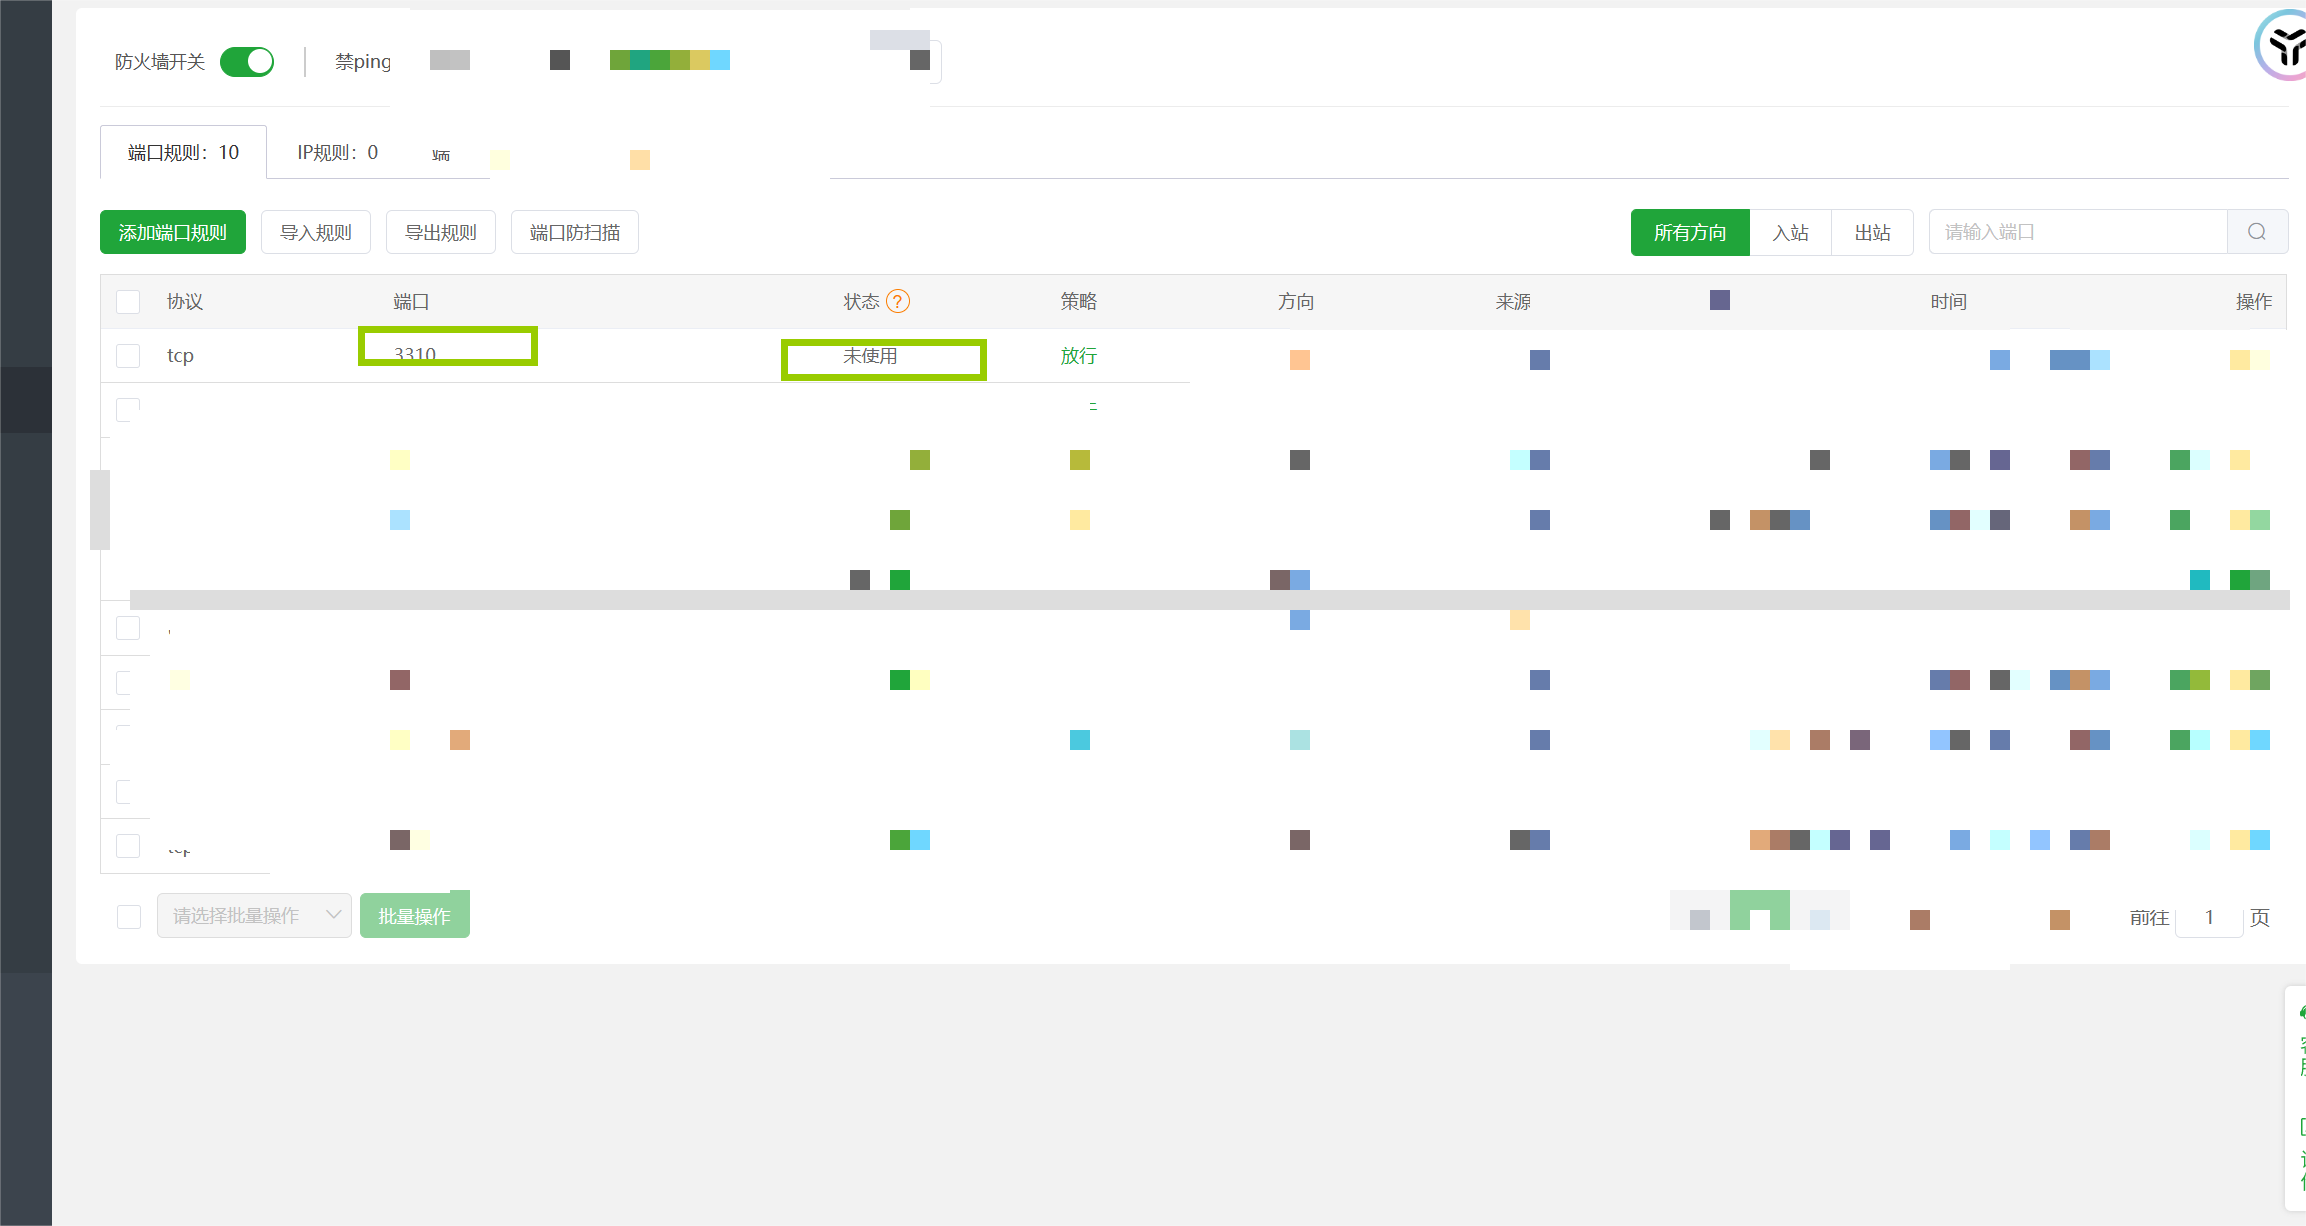 防火墙开关 禁ping
端口规则：10 IP规则：0 端
添加端口规则 导入规则 导出规则 端口防扫描 所有方向 入站 出站 请输入端口
协议 端口 状态 ? 策略 方向 来源 时间 操作
tcp 3310 未使用 放行
请选择批量操作 批量操作 前往 1 页